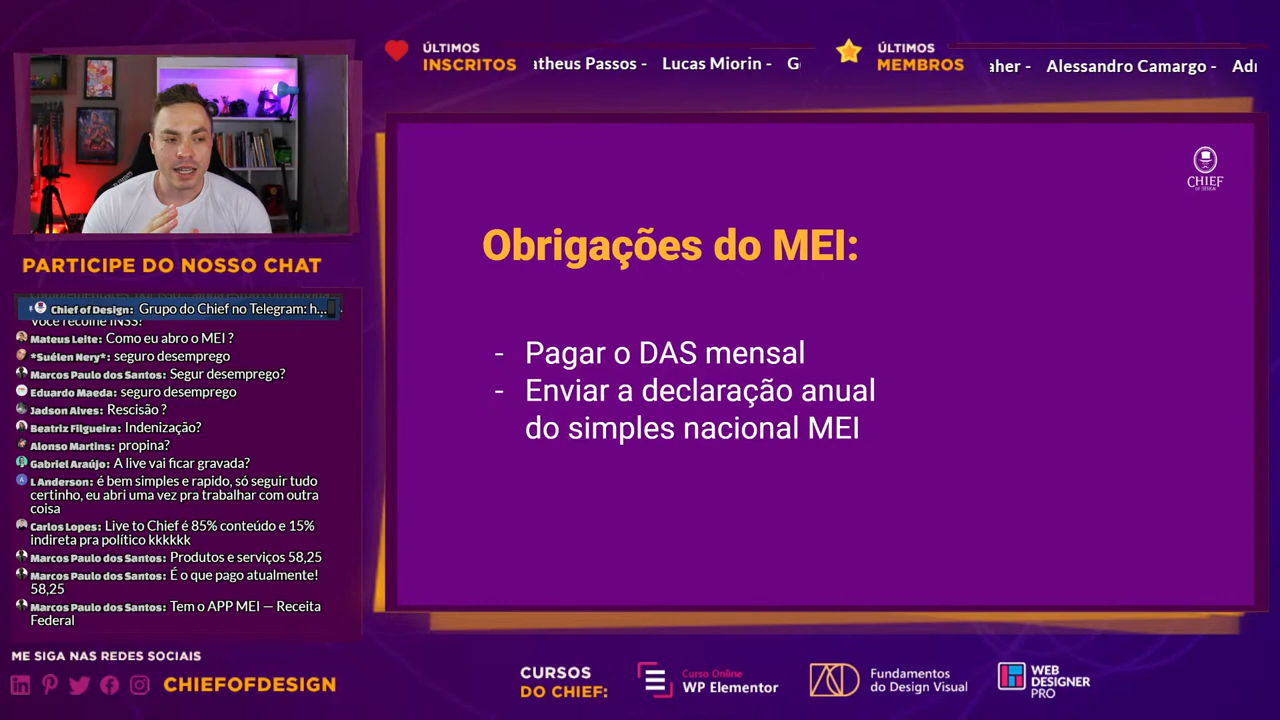 ÚLTIMOS
INSCRITOS
atheus Passos - Lucas Miorin - G
ÚLTIMOS
MEMBROS
aher - Alessandro Camargo - Adr
CHIEF
OF DESIGN
Obrigações do MEI:
- Pagar o DAS mensal
- Enviar a declaração anual
do simples nacional MEI
PARTICIPE DO NOSSO CHAT
Chief of Design: Grupo do Chief no Telegram: h...
você recolhe INSS?
Mateus Leite: Como eu abro o MEI ?
*Suélen Nery*: seguro desemprego
Marcos Paulo dos Santos: Segur desemprego?
Eduardo Maeda: seguro desemprego
Jadson Alves: Rescisão ?
Beatriz Filgueira: Indenização?
Alonso Martins: propina?
Gabriel Araújo: A live vai ficar gravada?
L Anderson: é bem simples e rapido, só seguir tudo
certinho, eu abri uma vez pra trabalhar com outra
coisa
Carlos Lopes: Live to Chief é 85% conteúdo e 15%
indireta pra político kkkkkk
Marcos Paulo dos Santos: Produtos e serviços 58,25
Marcos Paulo dos Santos: É o que pago atualmente!
58,25
Marcos Paulo dos Santos: Tem o APP MEI — Receita
Federal
ME SIGA NAS REDES SOCIAIS
CHIEFOFDESIGN
CURSOS
DO CHIEF:
Curso Online
WP Elementor
Fundamentos
do Design Visual
WEB
DESIGNER
PRO